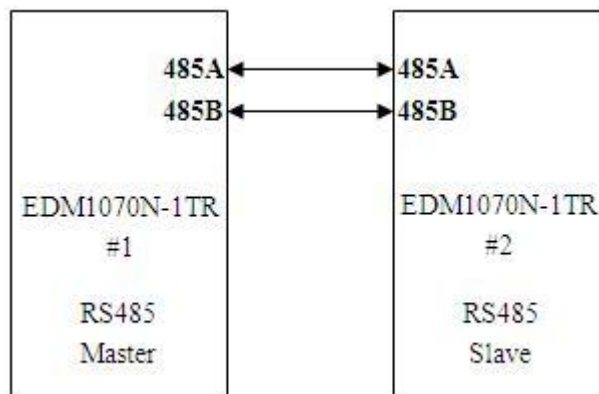 485A 485A
485B 485B
EDM1070N-1TR EDM1070N-1TR
#1 #2
RS485 RS485
Master Slave